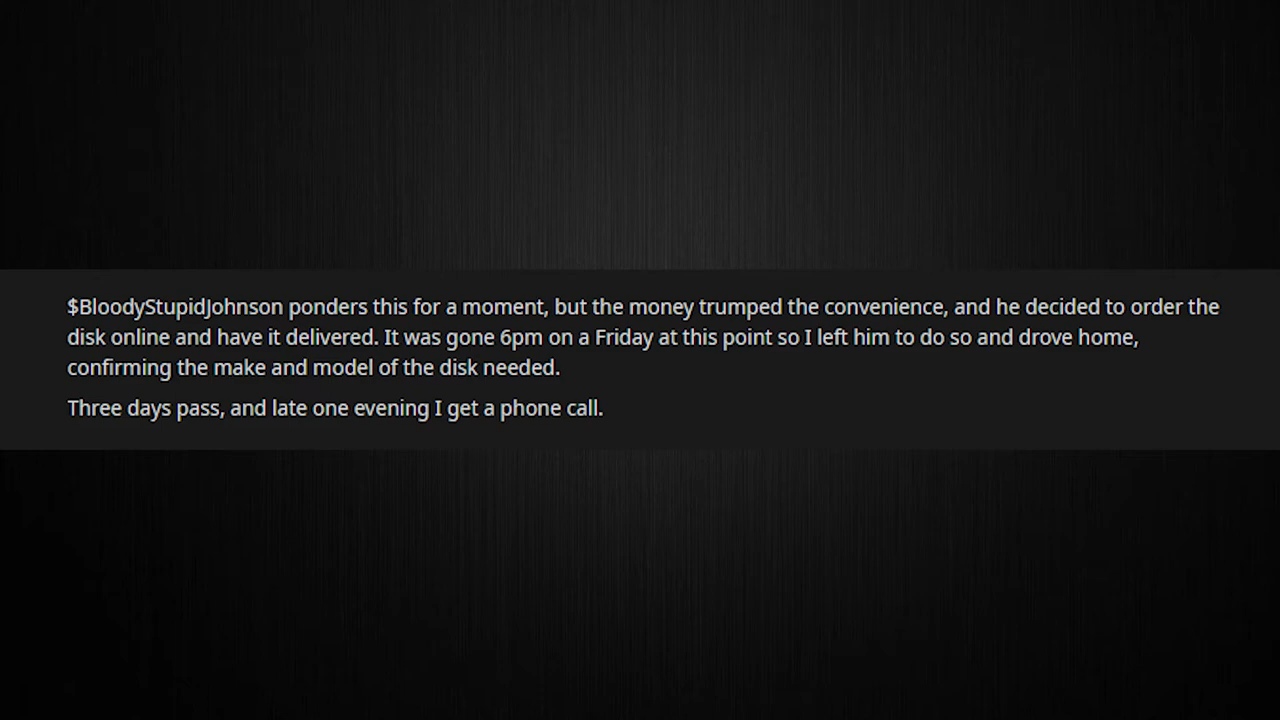 $BloodyStupidJohnson ponders this for a moment, but the money trumped the convenience, and he decided to order the
disk online and have it delivered. It was gone 6pm on a Friday at this point so I left him to do so and drove home,
confirming the make and model of the disk needed.
Three days pass, and late one evening I get a phone call.